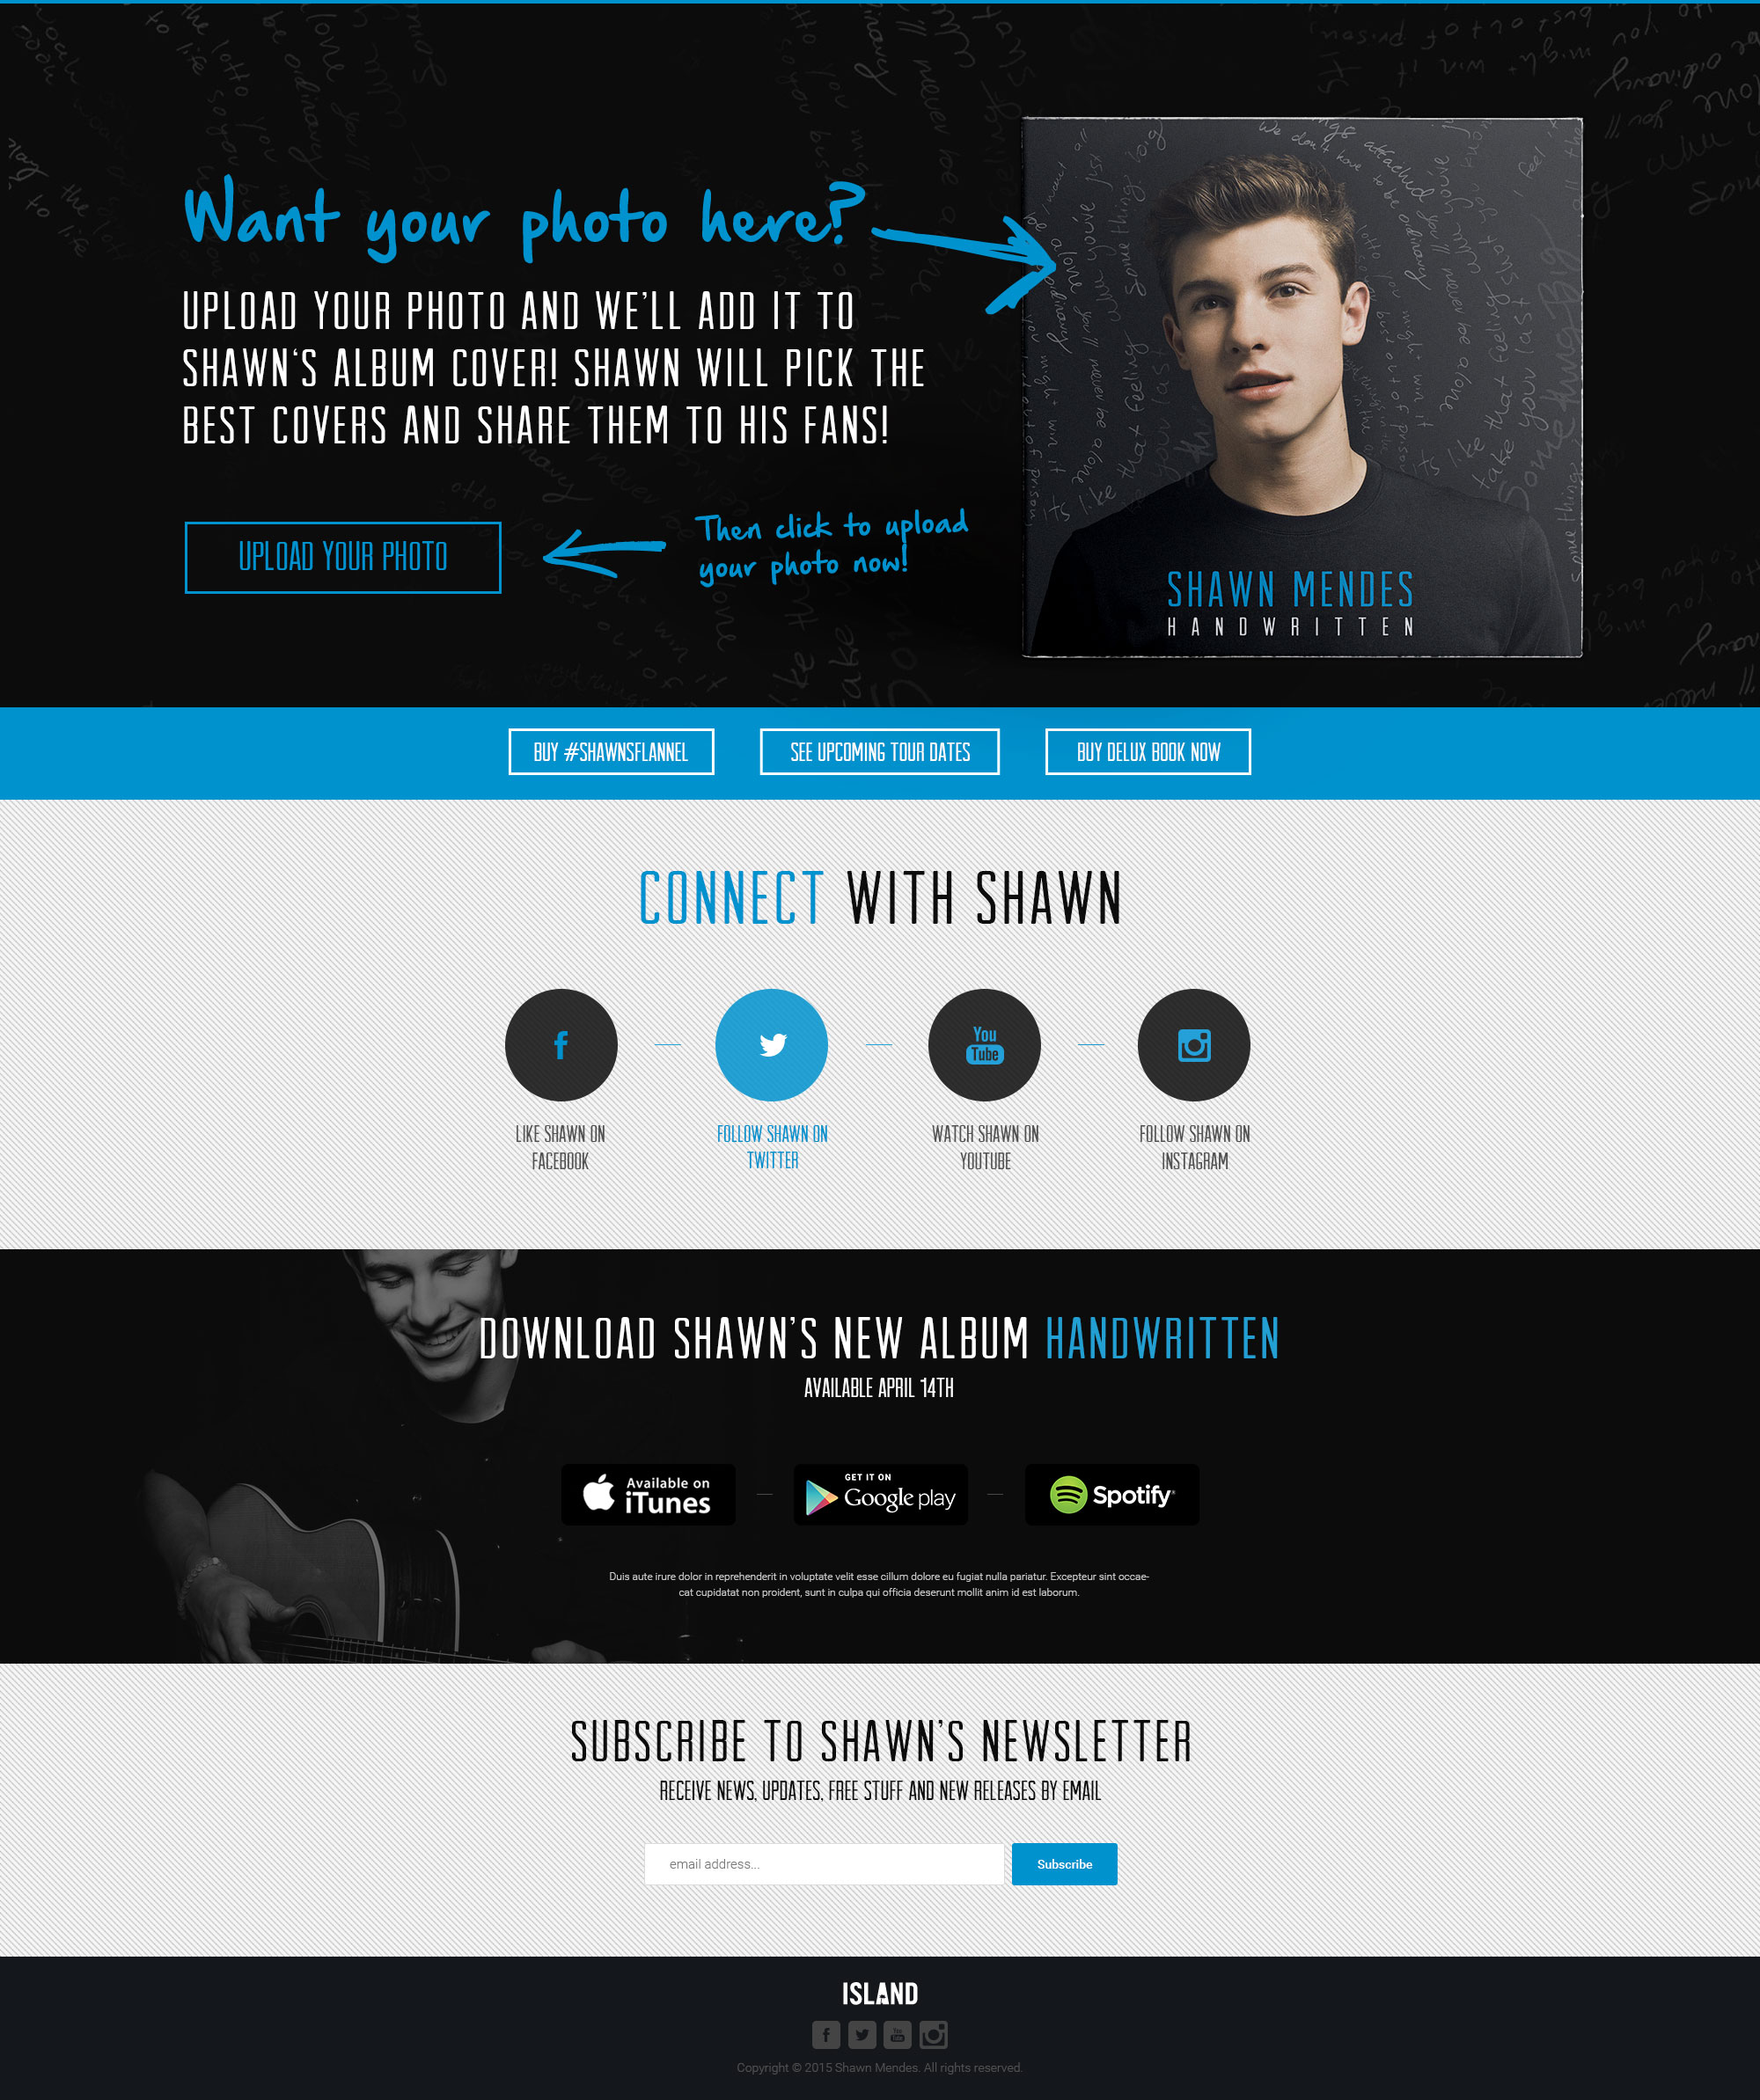 Want your photo here?
UPLOAD YOUR PHOTO AND WE'LL ADD IT TO
SHAWN'S ALBUM COVER! SHAWN WILL PICK THE
BEST COVERS AND SHARE THEM TO HIS FANS!
UPLOAD YOUR PHOTO
Then click to upload
your photo now!
SHAWN MENDES
HANDWRITTEN
BUY #SHAWNSFLANNEL
SEE UPCOMING TOUR DATES
BUY DELUX BOOK NOW
CONNECT WITH SHAWN
f
You
Tube
LIKE SHAWN ON
FACEBOOK
FOLLOW SHAWN ON
TWITTER
WATCH SHAWN ON
YOUTUBE
FOLLOW SHAWN ON
INSTAGRAM
DOWNLOAD SHAWN'S NEW ALBUM HANDWRITTEN
AVAILABLE APRIL 14TH
Available on
iTunes
GET IT ON
Google play
Spotify
Duis aute irure dolor in reprehenderit in voluptate velit esse cillum dolore eu fugiat nulla pariatur. Excepteur sint occae-
cat cupidatat non proident, sunt in culpa qui officia deserunt mollit anim id est laborum.
SUBSCRIBE TO SHAWN'S NEWSLETTER
RECEIVE NEWS, UPDATES, FREE STUFF AND NEW RELEASES BY EMAIL
email address...
Subscribe
ISLAND
Copyright © 2015 Shawn Mendes. All rights reserved.